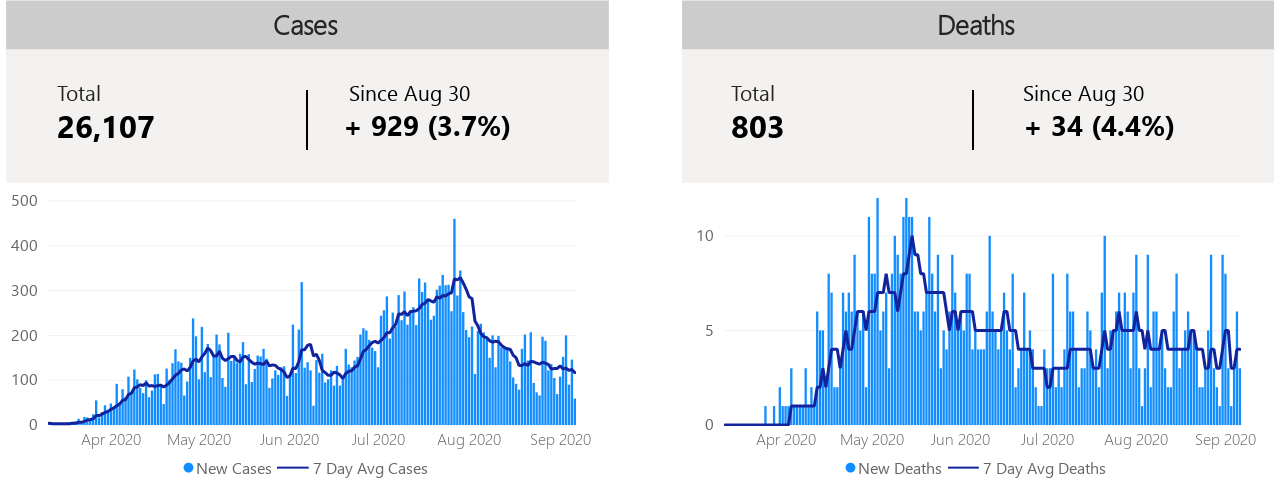 Cases
Total
Since Aug 30
26,107
+ 929 (3.7%)
500
400
300
200
100
0
Apr 2020 May 2020 Jun 2020 Jul 2020 Aug 2020 Sep 2020
New Cases 7 Day Avg Cases
Deaths
Total
Since Aug 30
803
+ 34 (4.4%)
10
5
0
Apr 2020 May 2020 Jun 2020 Jul 2020 Aug 2020 Sep 2020
New Deaths 7 Day Avg Deaths